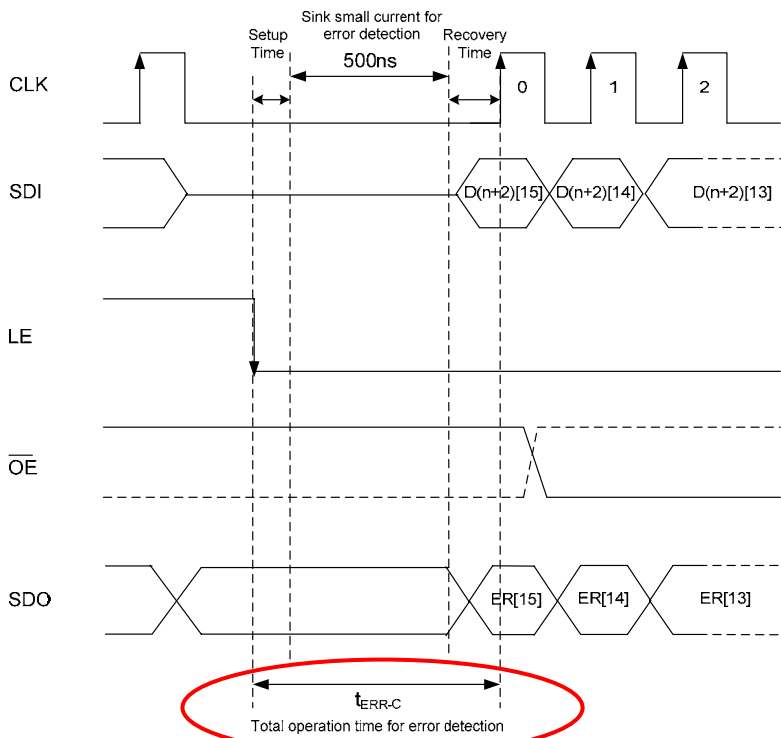 Sink small current for
error detection
Setup
Time
Recovery
Time
500ns
CLK
0
1
2
SDI
D(n+2)[15]
D(n+2)[14]
D(n+2)[13]
LE
OE
SDO
ER[15]
ER[14]
ER[13]
tERR-C
Total operation time for error detection